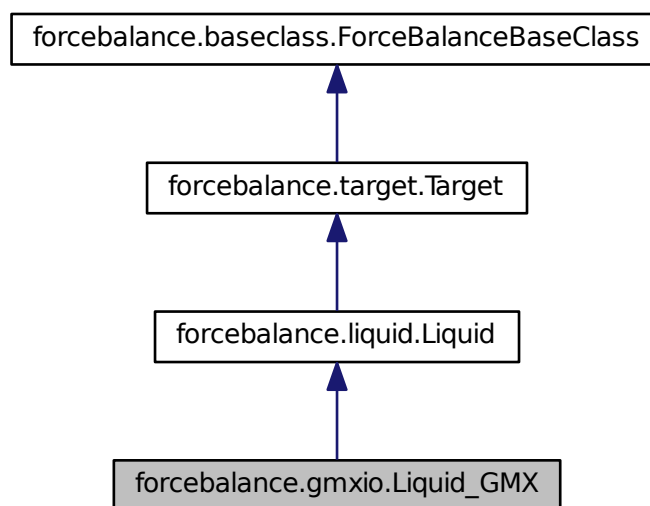 forcebalance.baseclass.ForceBalanceBaseClass
forcebalance.target.Target
forcebalance.liquid.Liquid
forcebalance.gmxio.Liquid_GMX